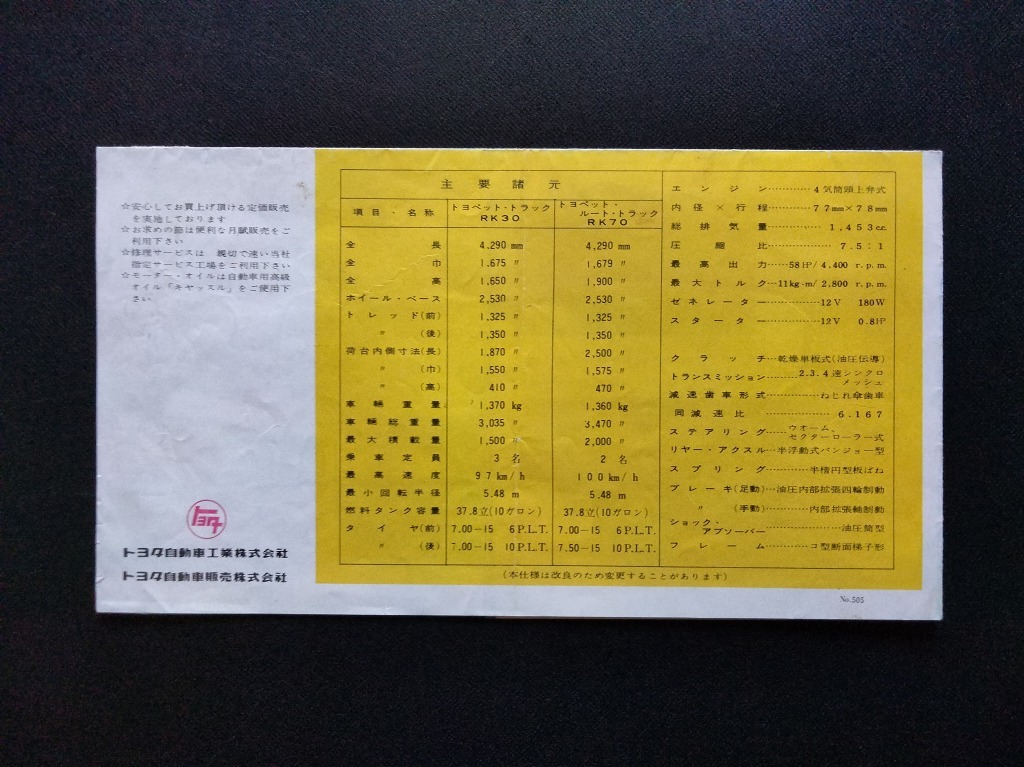 ☆安心してお買上げ頂ける定価販売
を実施しております
☆お求めの節は便利な月賦販売をご
利用下さい
☆修理サービスは 親切で速い当社
指定サービス工場をご利用下さい
☆モーター・オイルは自動車用高級
オイル「キヤッスル」をご使用下
さい
トヨタ
トヨタ自動車工業株式会社
トヨタ自動車販売株式会社
主要諸元
項目・名称 トヨペット・トラック RK30 トヨペット・ルート・トラック RK70
全長 4,290 mm 4,290 mm
全巾 1,675 〃 1,679 〃
全高 1,650 〃 1,900 〃
ホイール・ベース 2,530 〃 2,530 〃
トレッド(前) 1,325 〃 1,325 〃
〃 (後) 1,350 〃 1,350 〃
荷台内側寸法(長) 1,870 〃 2,500 〃
〃 (巾) 1,550 〃 1,575 〃
〃 (高) 410 〃 470 〃
車輛重量 1,370 kg 1,360 kg
車輛総重量 3,035 〃 3,470 〃
最大積載量 1,500 〃 2,000 〃
乗車定員 3 名 2 名
最高速度 97 km/h 100 km/h
最小回転半径 5.48 m 5.48 m
燃料タンク容量 37.8立(10ガロン) 37.8立(10ガロン)
タイヤ(前) 7.00-15 6P.L.T. 7.00-15 6P.L.T.
〃 (後) 7.00-15 10P.L.T. 7.50-15 10P.L.T.
エンジン…………4気筒頭上弁式
内径×行程…………77mm×78mm
総排気量…………1,453cc.
圧縮比…………7.5:1
最高出力……58HP/4,400 r.p.m.
最大トルク…11kg-m/2,800 r.p.m.
ゼネレーター…………12V 180W
スターター…………12V 0.8HP
クラッチ…乾燥単板式(油圧伝導)
トランスミッション………2.3.4速シンクロ
メッシュ
減速歯車形式…………ねじれ傘歯車
同減速比…………6.167
ステアリング……ウオーム、
セクターローラー式
リヤー・アクスル…半浮動式バンジョー型
スプリング………半楕円型板ばね
ブレーキ(足動)…油圧内部拡張四輪制動
〃 (手動)………内部拡張軸制動
ショック・
アブソーバー…………油圧筒型
フレーム………コ型断面梯子形
(本仕様は改良のため変更することがあります)
No.505